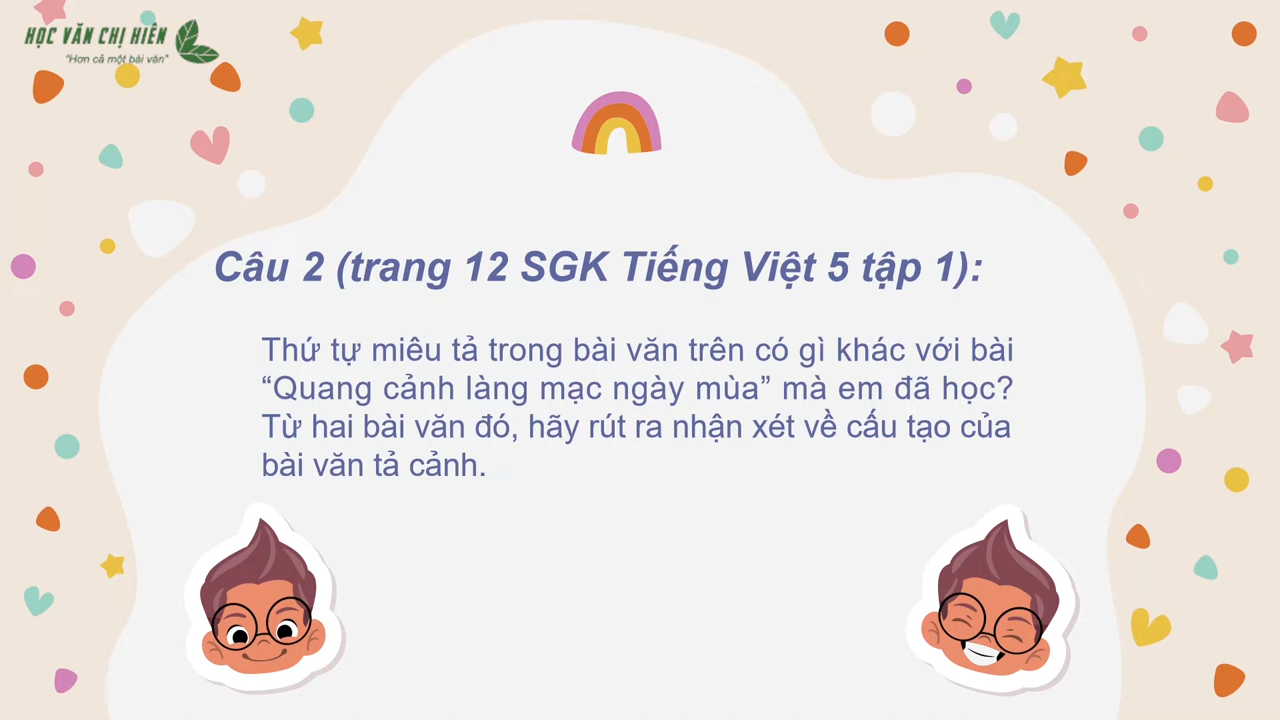 HỌC VĂN CHỊ HIÊN
"Hơn cả một bài văn"
Câu 2 (trang 12 SGK Tiếng Việt 5 tập 1):
Thứ tự miêu tả trong bài văn trên có gì khác với bài
“Quang cảnh làng mạc ngày mùa” mà em đã học?
Từ hai bài văn đó, hãy rút ra nhận xét về cấu tạo của
bài văn tả cảnh.